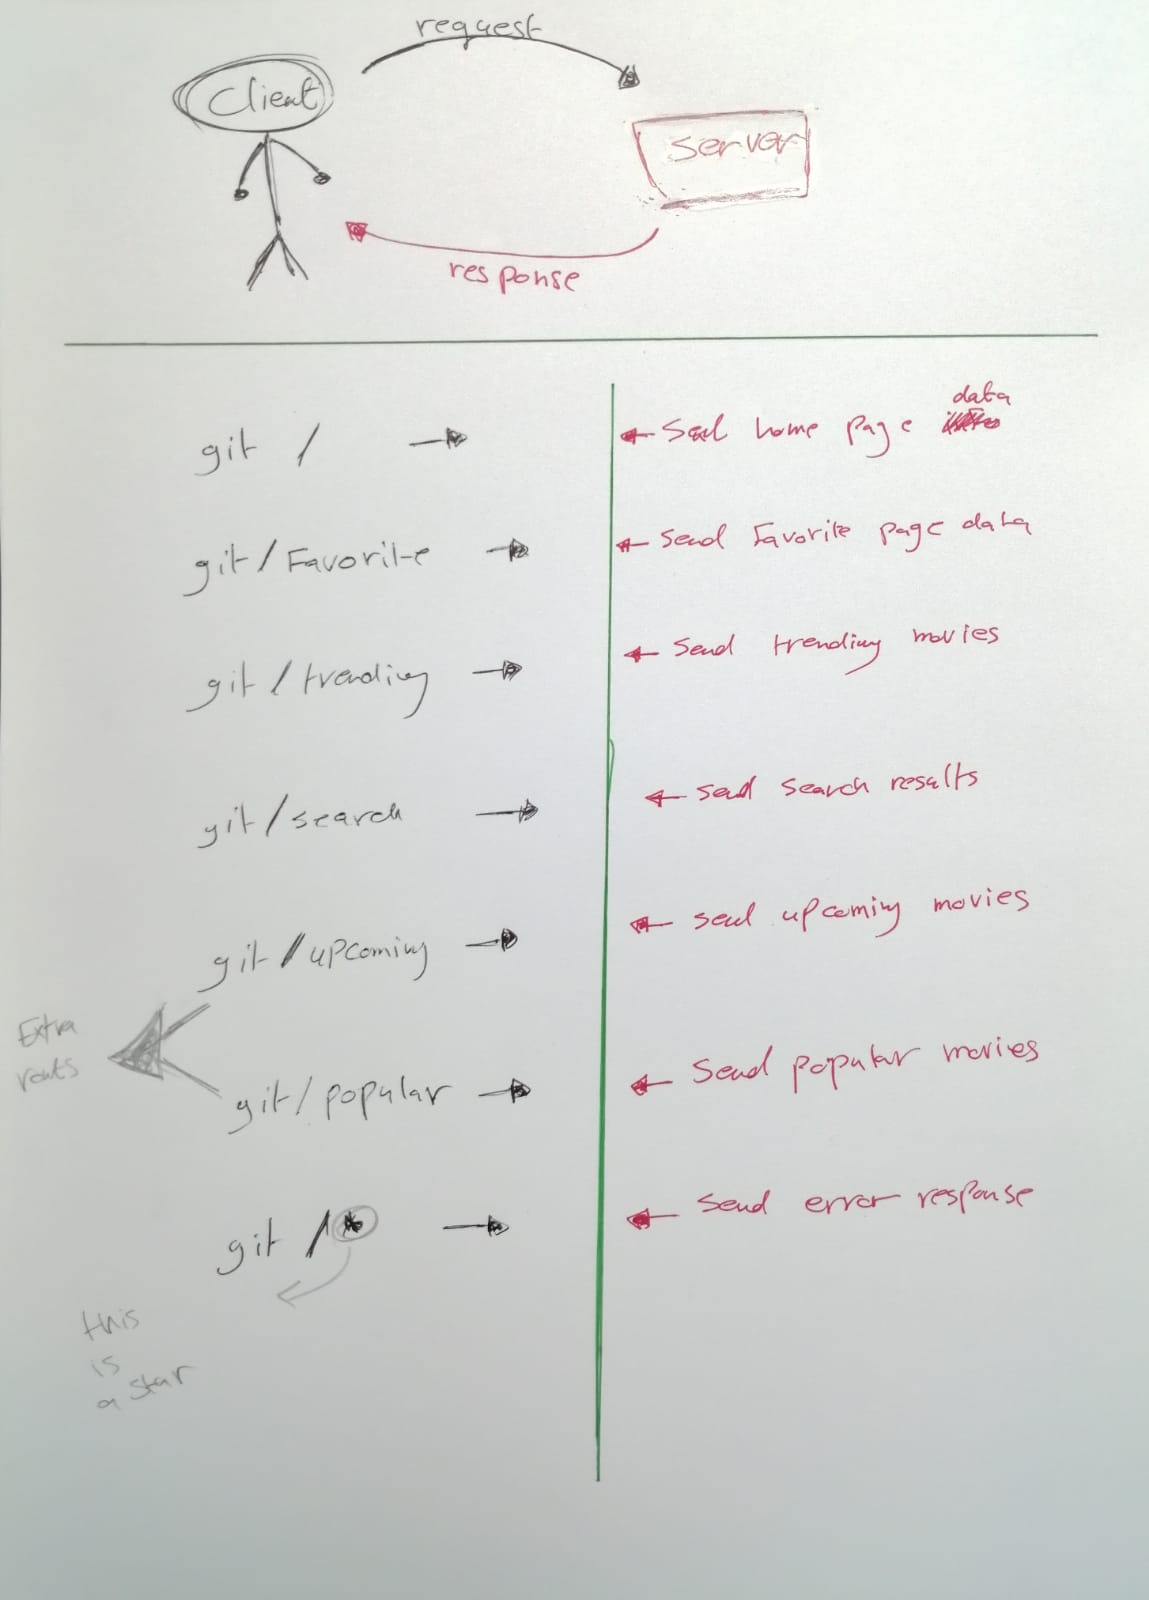 request
Client
server
response
git / send home page data
git / Favorite send Favorite page data
git / trending send trending movies
git / search send search results
git / upcoming send upcoming movies
Extra
routs
git / popular send popular movies
git / * send error response
this
is
a star